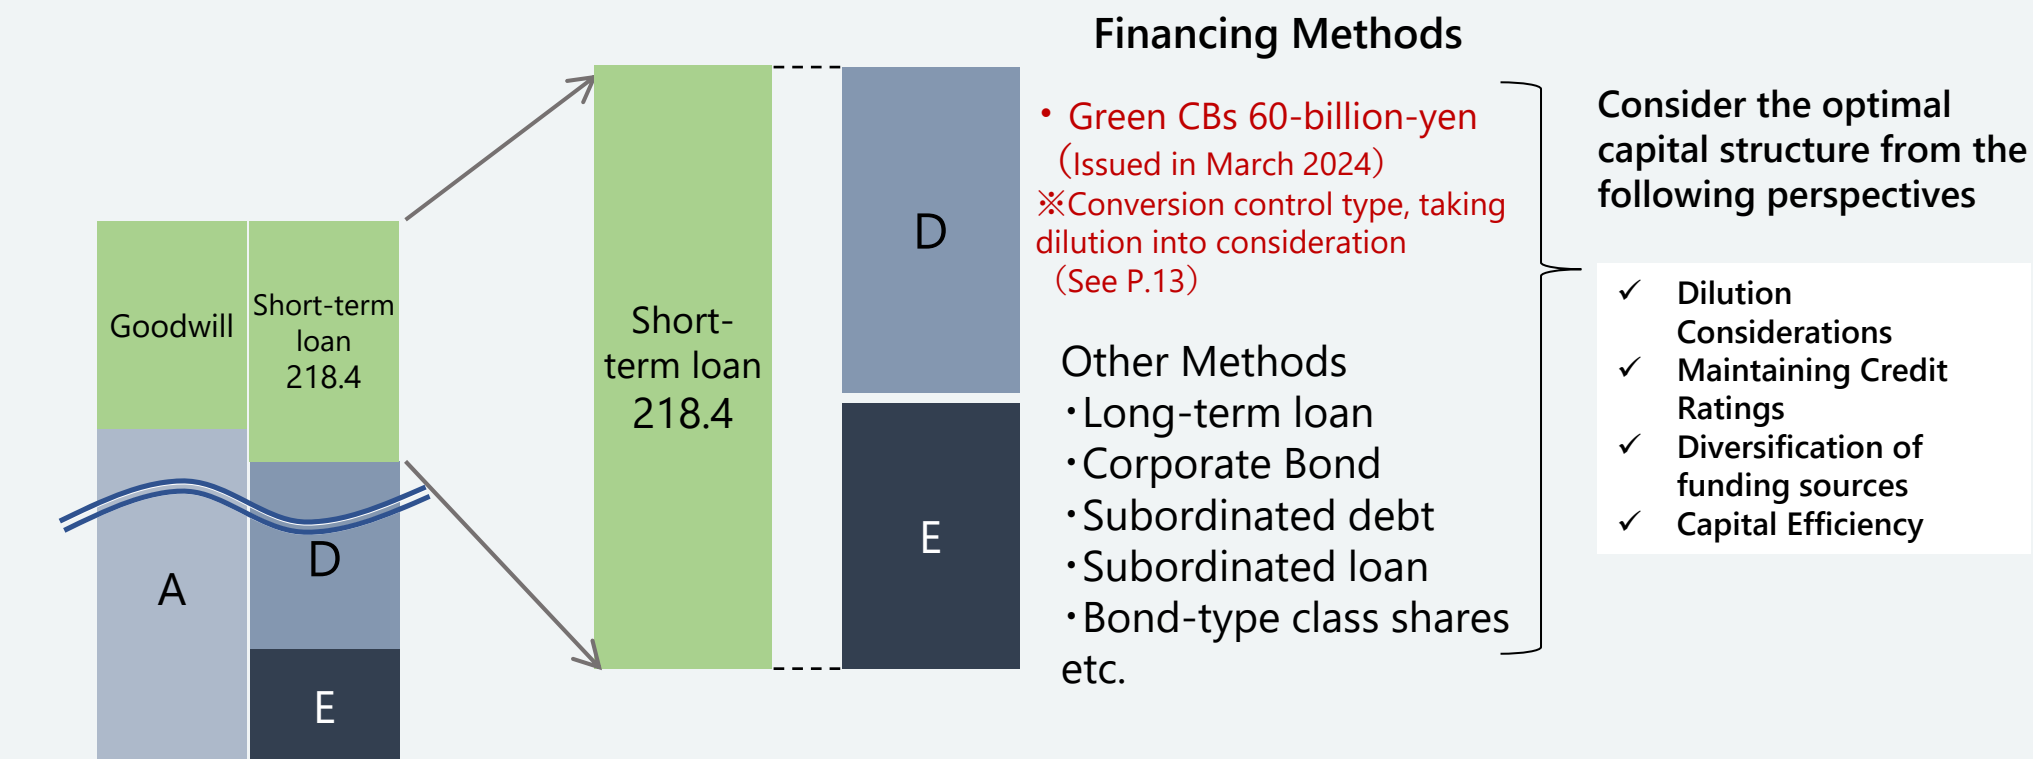 Financing Methods
・Green CBs 60-billion-yen
（Issued in March 2024）
※Conversion control type, taking
dilution into consideration
（See P.13）
Other Methods
・Long-term loan
・Corporate Bond
・Subordinated debt
・Subordinated loan
・Bond-type class shares
etc.
Consider the optimal
capital structure from the
following perspectives
✓ Dilution
Considerations
✓ Maintaining Credit
Ratings
✓ Diversification of
funding sources
✓ Capital Efficiency
Goodwill
Short-term
loan
218.4
A
D
E
Short-
term loan
218.4
D
E